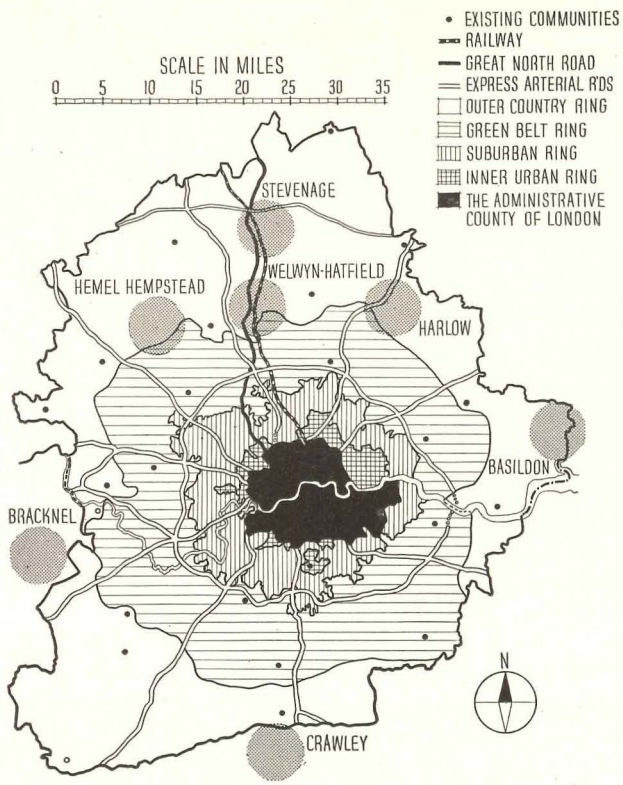 EXISTING COMMUNITIES
RAILWAY
GREAT NORTH ROAD
EXPRESS ARTERIAL R'DS
OUTER COUNTRY RING
GREEN BELT RING
SUBURBAN RING
INNER URBAN RING
THE ADMINISTRATIVE
COUNTY OF LONDON
SCALE IN MILES
0 5 10 15 20 25 30 35
STEVENAGE
WELWYN-HATFIELD
HEMEL HEMPSTEAD
HARLOW
BASILDON
BRACKNEL
N
CRAWLEY